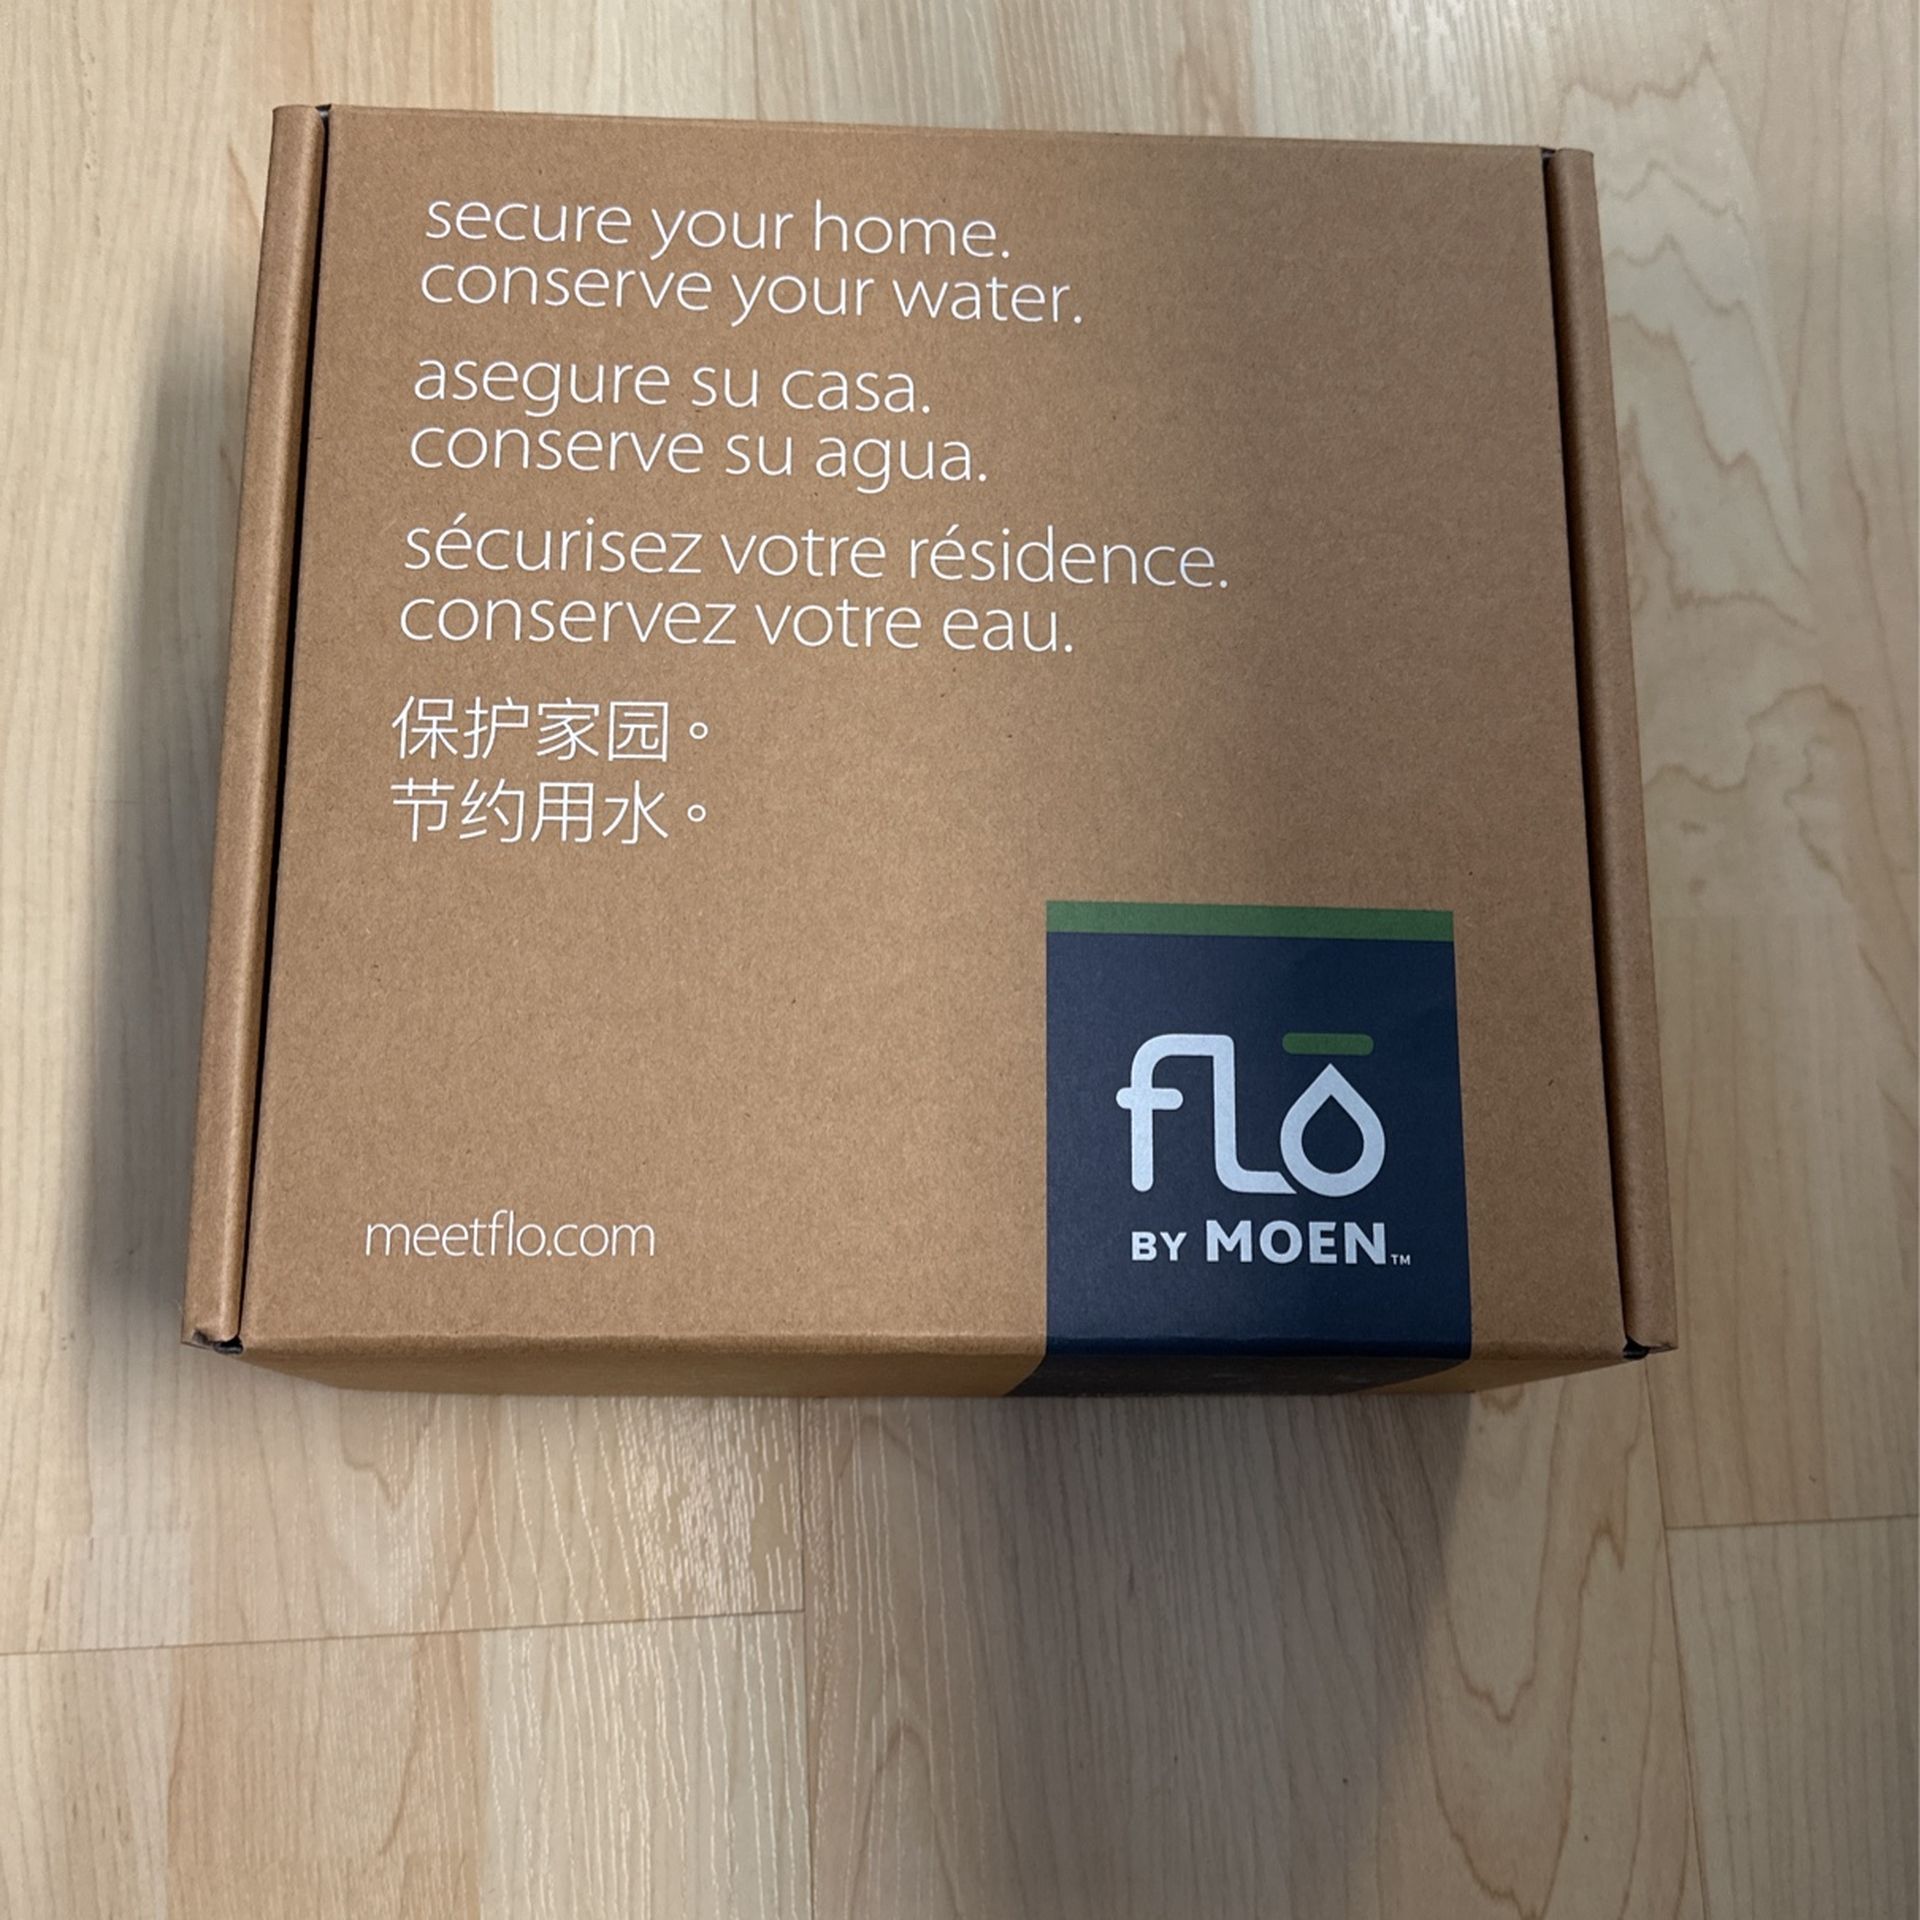 secure your home.
conserve your water.
asegure su casa.
conserve su agua.
sécurisez votre résidence.
conservez votre eau.
保护家园。
节约用水。
meetflo.com
flō
BY MOEN™